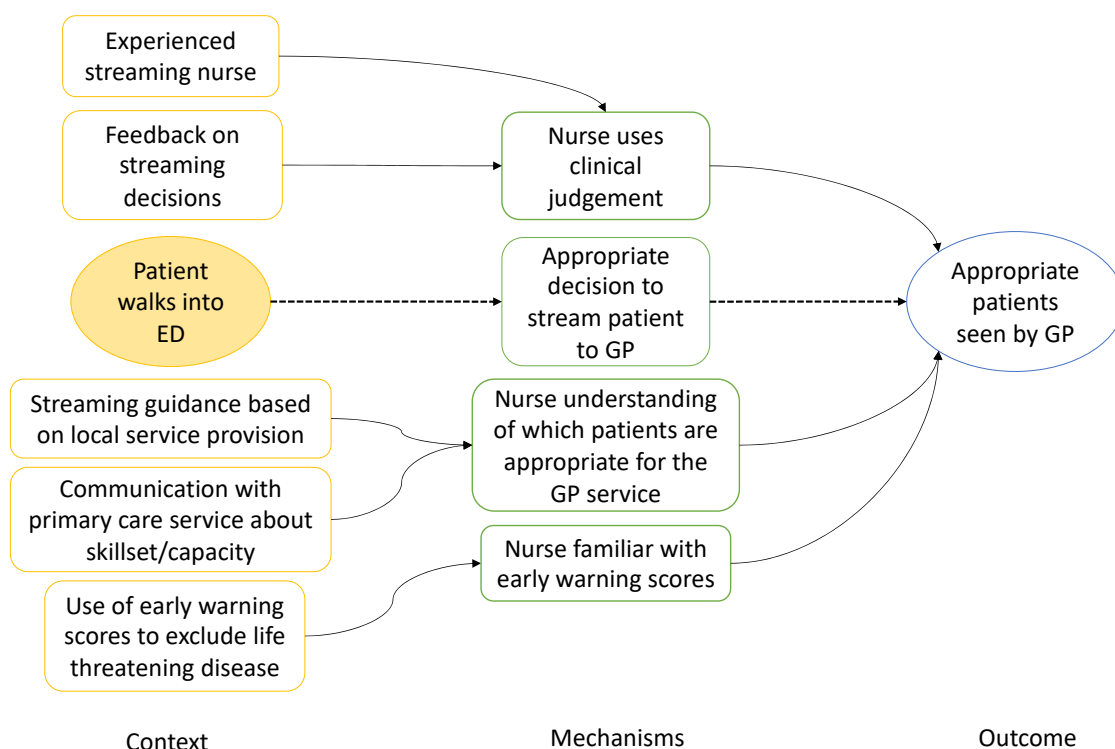 Experienced
streaming nurse
Feedback on
streaming
decisions
Nurse uses
clinical
judgement
Patient
walks into
ED
Appropriate
decision to
stream patient
to GP
Appropriate
patients
seen by GP
Streaming guidance based
on local service provision
Communication with
primary care service about
skillset/capacity
Nurse understanding
of which patients are
appropriate for the
GP service
Use of early warning
scores to exclude life
threatening disease
Nurse familiar with
early warning scores
Context
Mechanisms
Outcome